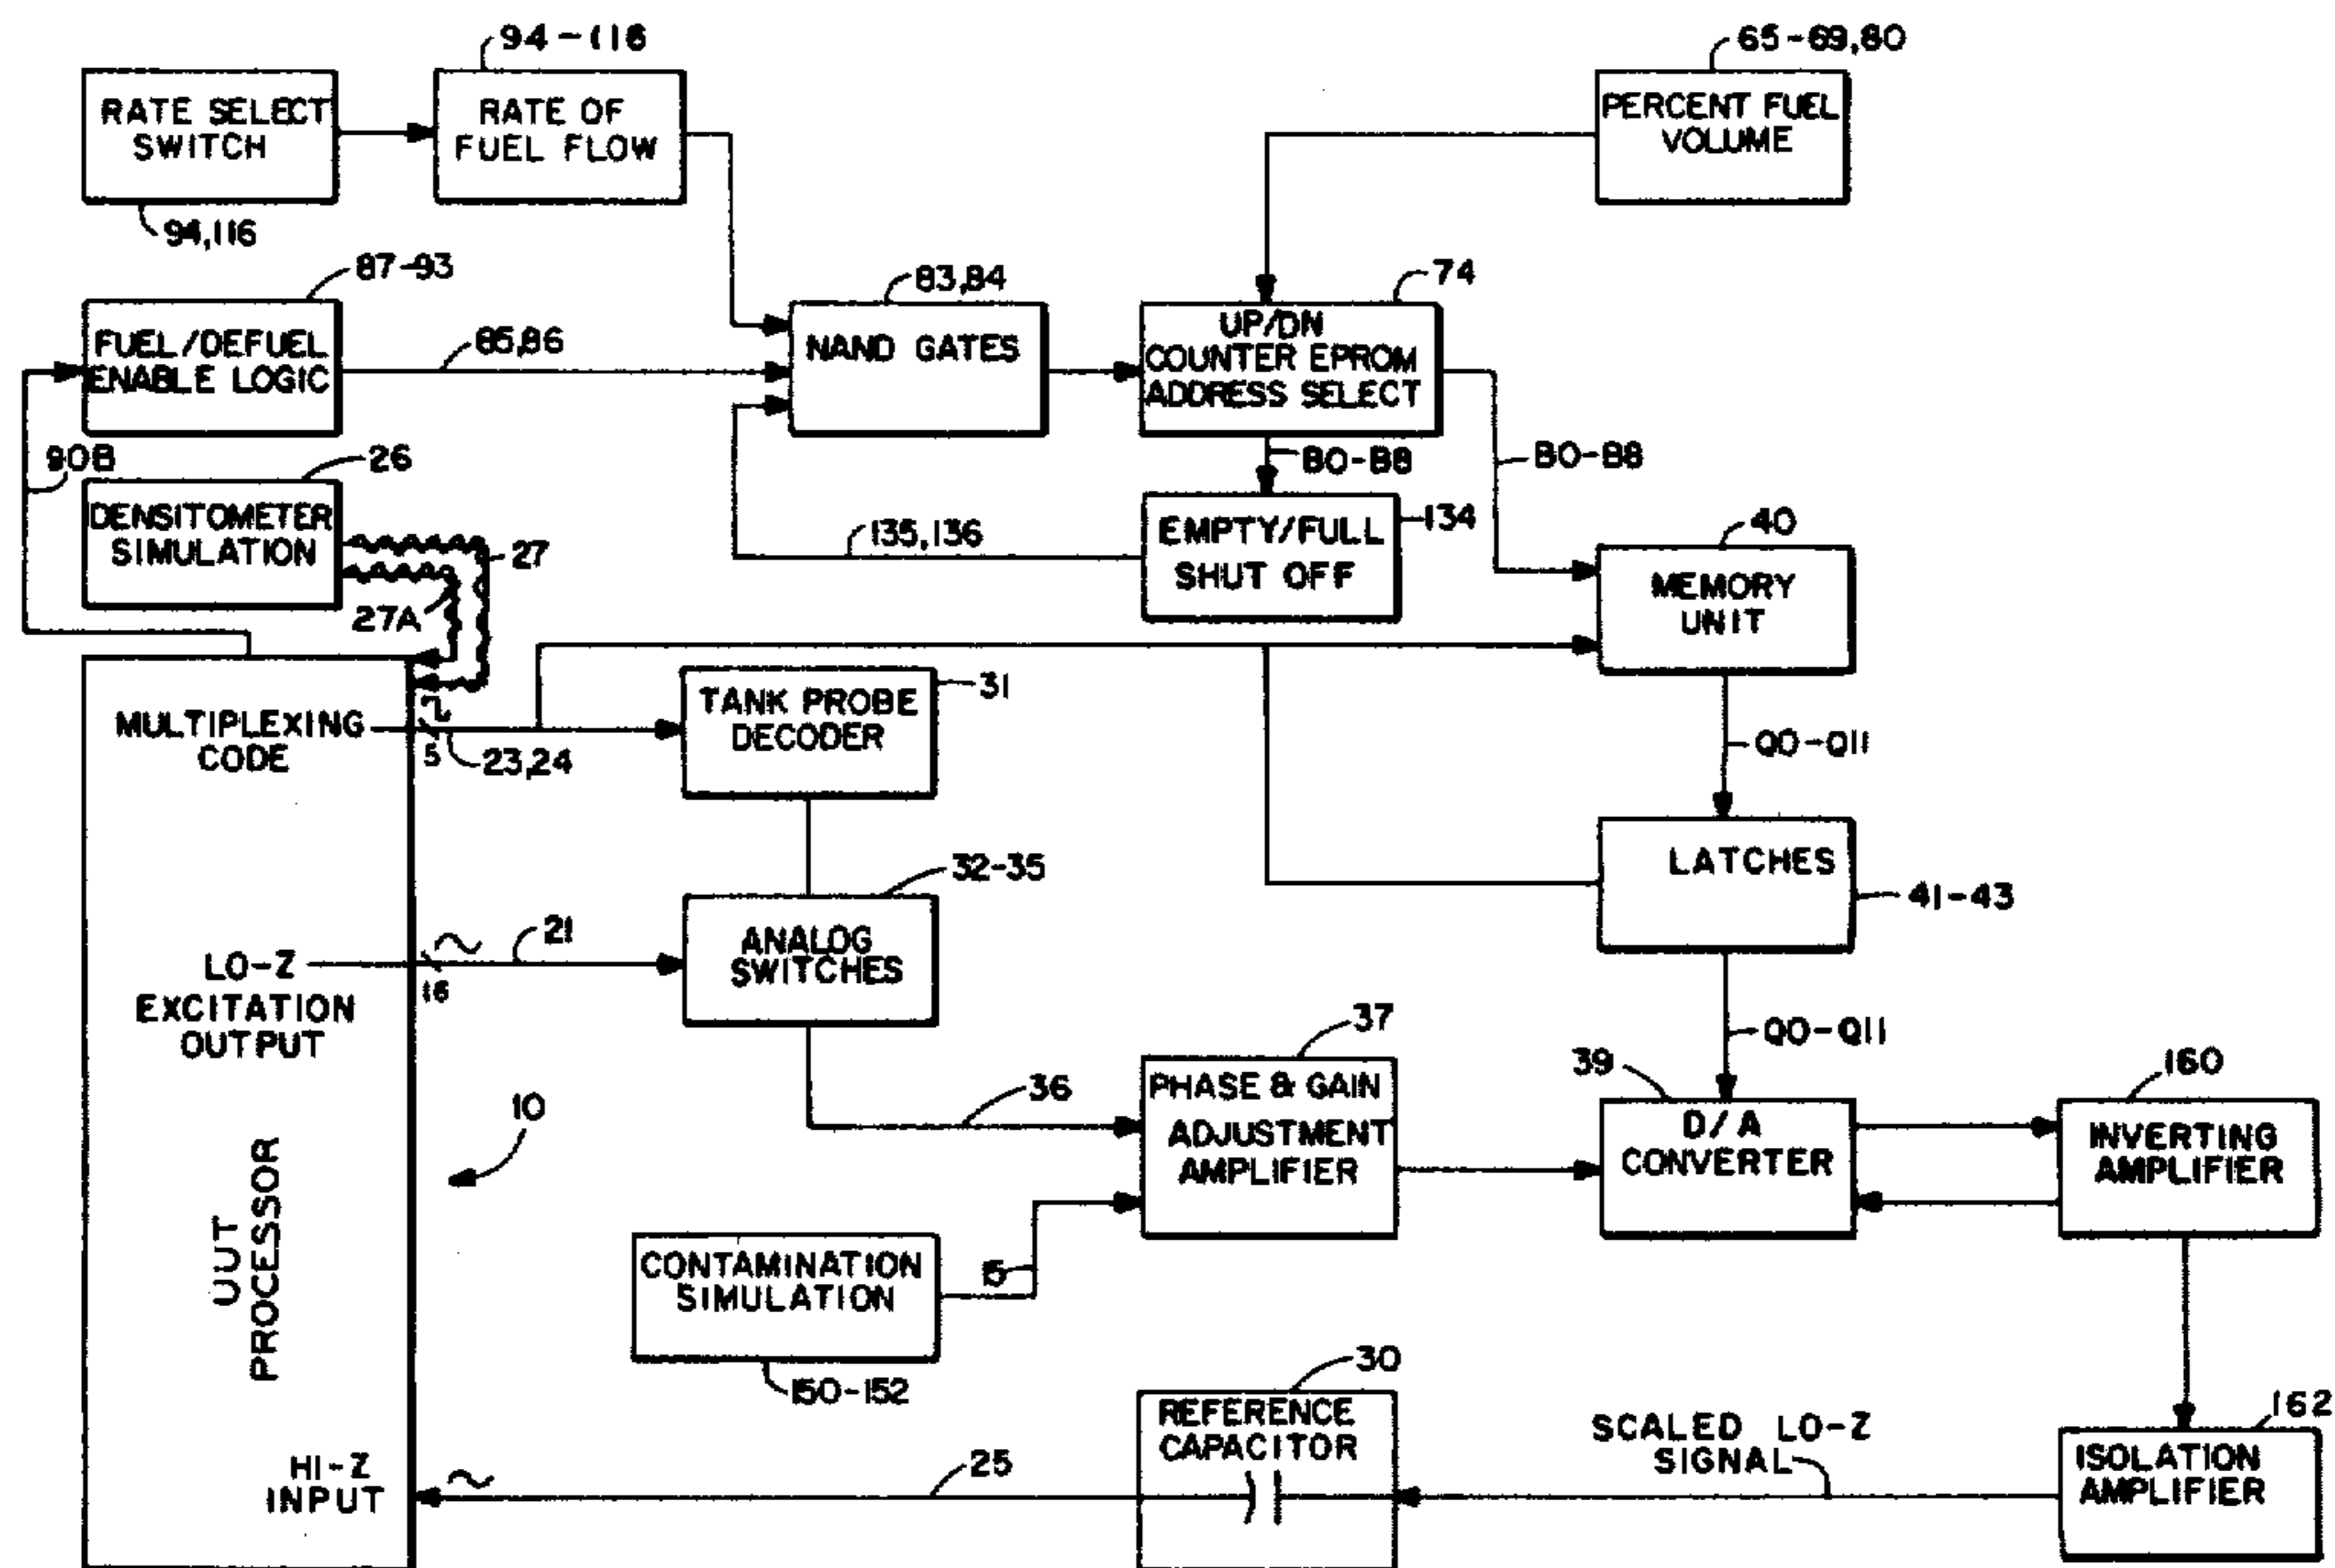 94-116
65-69,80
RATE SELECT
SWITCH
RATE OF
FUEL FLOW
PERCENT FUEL
VOLUME
94,116
87-93
83,84
74
FUEL/DEFUEL
ENABLE LOGIC
85,86
NAND GATES
UP/DN
COUNTER EPROM
ADDRESS SELECT
90B
26
B0-B8
B0-B8
DENSITOMETER
SIMULATION
27
27A
135,136
EMPTY/FULL
SHUT OFF
134
40
MEMORY
UNIT
MULTIPLEXING
CODE
5
23,24
TANK PROBE
DECODER
31
Q0-Q11
32-35
LATCHES
41-43
LO-Z
EXCITATION
OUTPUT
16
21
ANALOG
SWITCHES
Q0-Q11
37
39
160
10
36
PHASE & GAIN
ADJUSTMENT
AMPLIFIER
D/A
CONVERTER
INVERTING
AMPLIFIER
UUT
PROCESSOR
CONTAMINATION
SIMULATION
15
150-152
30
REFERENCE
CAPACITOR
SCALED LO-Z
SIGNAL
162
ISOLATION
AMPLIFIER
HI-Z
INPUT
25